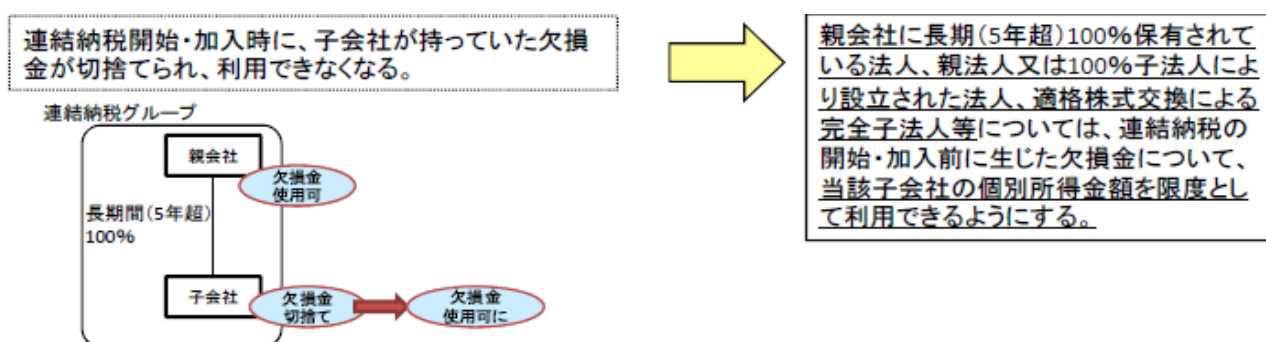 連結納税開始・加入時に、子会社が持っていた欠損
金が切捨てられ、利用できなくなる。
連結納税グループ
親会社
欠損金
使用可
長期間(5年超)
100%
子会社
欠損金
切捨て
欠損金
使用可に
親会社に長期(5年超)100%保有されて
いる法人、親法人又は100%子法人によ
り設立された法人、適格株式交換による
完全子法人等については、連結納税の
開始・加入前に生じた欠損金について、
当該子会社の個別所得金額を限度とし
て利用できるようにする。